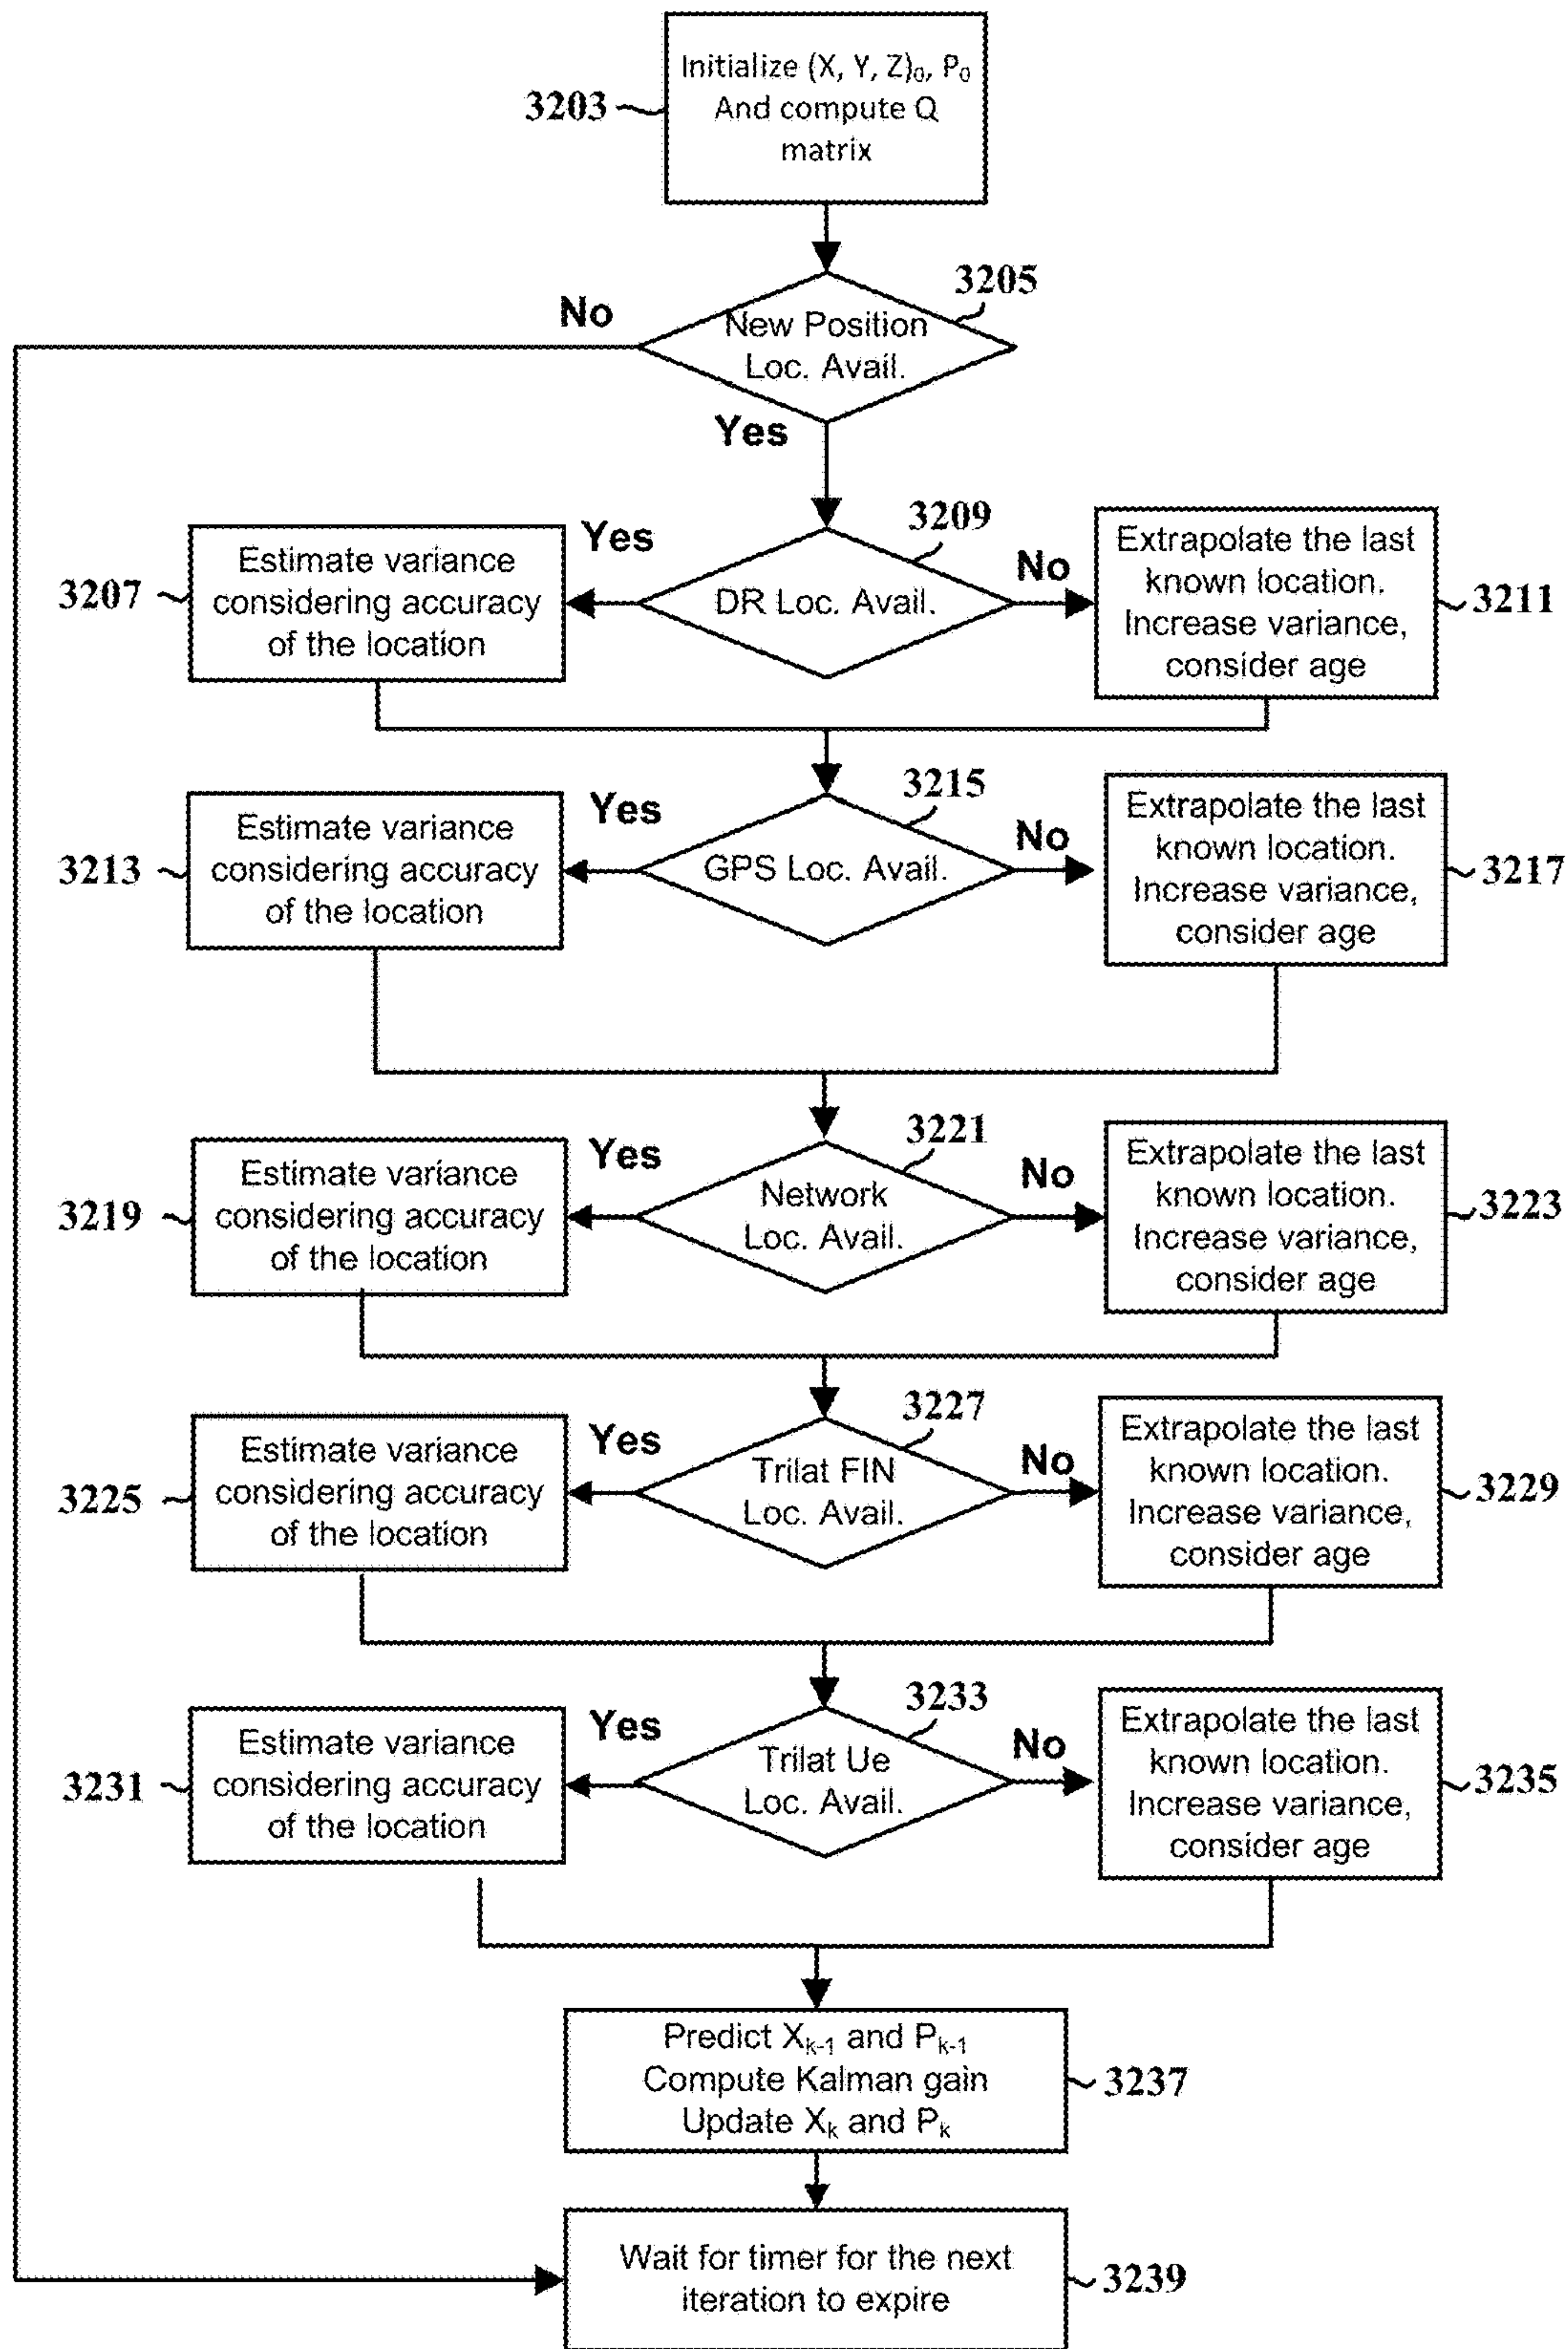 Initialize (X, Y, Z)₀, P₀
And compute Q
matrix
3203
3205
No
New Position
Loc. Avail.
Yes
3209
Yes
No
3207
Estimate variance
considering accuracy
of the location
DR Loc. Avail.
Extrapolate the last
known location.
Increase variance,
consider age
3211
3215
Yes
No
3213
Estimate variance
considering accuracy
of the location
GPS Loc. Avail.
Extrapolate the last
known location.
Increase variance,
consider age
3217
3221
Yes
No
3219
Estimate variance
considering accuracy
of the location
Network
Loc. Avail.
Extrapolate the last
known location.
Increase variance,
consider age
3223
3227
Yes
No
3225
Estimate variance
considering accuracy
of the location
Trilat FIN
Loc. Avail.
Extrapolate the last
known location.
Increase variance,
consider age
3229
3233
Yes
No
3231
Estimate variance
considering accuracy
of the location
Trilat Ue
Loc. Avail.
Extrapolate the last
known location.
Increase variance,
consider age
3235
Predict Xₖ₋₁ and Pₖ₋₁
Compute Kalman gain
Update Xₖ and Pₖ
3237
Wait for timer for the next
iteration to expire
3239